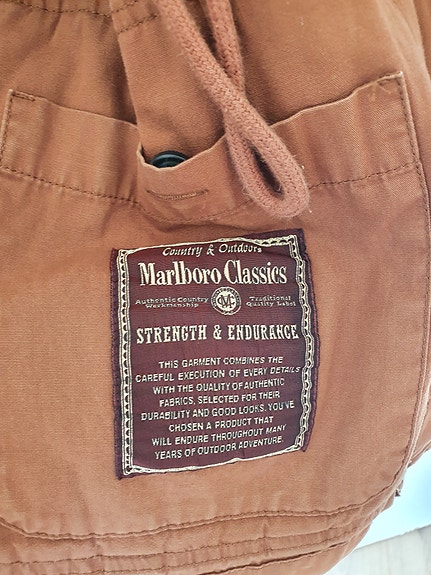 Country & Outdoors
Marlboro Classics
Authentic Country Workmanship
M
Traditional Quality Label
STRENGTH & ENDURANCE
THIS GARMENT COMBINES THE
CAREFUL EXECUTION OF EVERY DETAILS
WITH THE QUALITY OF AUTHENTIC
FABRICS, SELECTED FOR THEIR
DURABILITY AND GOOD LOOKS. YOU'VE
CHOSEN A PRODUCT THAT
WILL ENDURE THROUGHOUT MANY
YEARS OF OUTDOOR ADVENTURE.